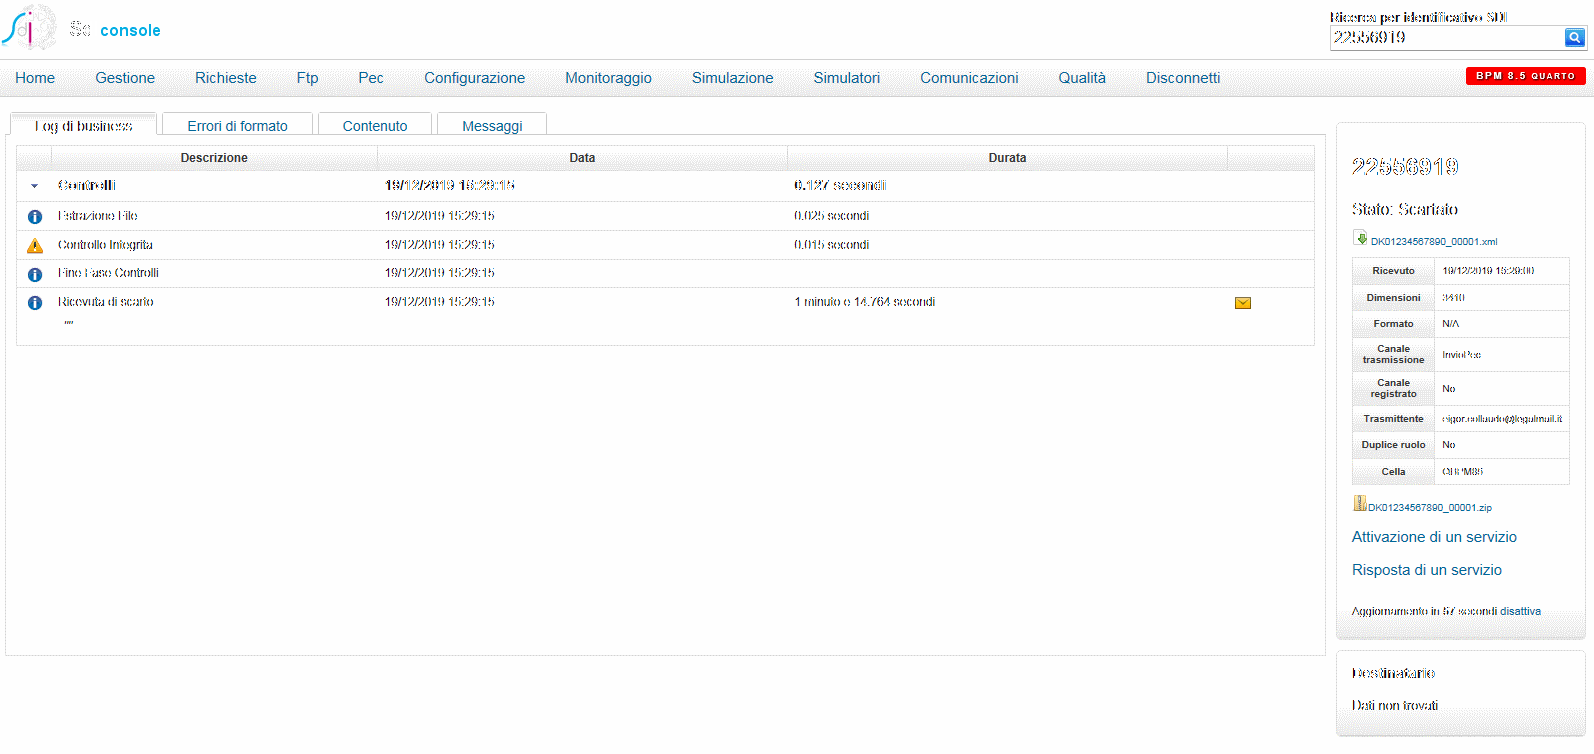 sdi
Sdi console
Ricerca per identificativo SDI
22556919
Home Gestione Richieste Ftp Pec Configurazione Monitoraggio Simulazione Simulatori Comunicazioni Qualità Disconnetti
BPM 8.5 QUARTO
Log di business Errori di formato Contenuto Messaggi
Descrizione Data Durata
Controlli 19/12/2019 15:29:15 0.127 secondi
Estrazione File 19/12/2019 15:29:15 0.025 secondi
Controllo Integrita 19/12/2019 15:29:15 0.015 secondi
Fine Fase Controlli 19/12/2019 15:29:15
Ricevuta di scarto 19/12/2019 15:29:15 1 minuto e 14.764 secondi
""
22556919
Stato: Scartato
DK01234567890_00001.xml
Ricevuto 19/12/2019 15:29:00
Dimensioni 3410
Formato N/A
Canale trasmissione InvioPec
Canale registrato No
Trasmittente eigor.collaudo@legalmail.it
Duplice ruolo No
Cella
DK01234567890_00001.zip
Attivazione di un servizio
Risposta di un servizio
Aggiornamento in 57 secondi disattiva
Destinatario
Dati non trovati